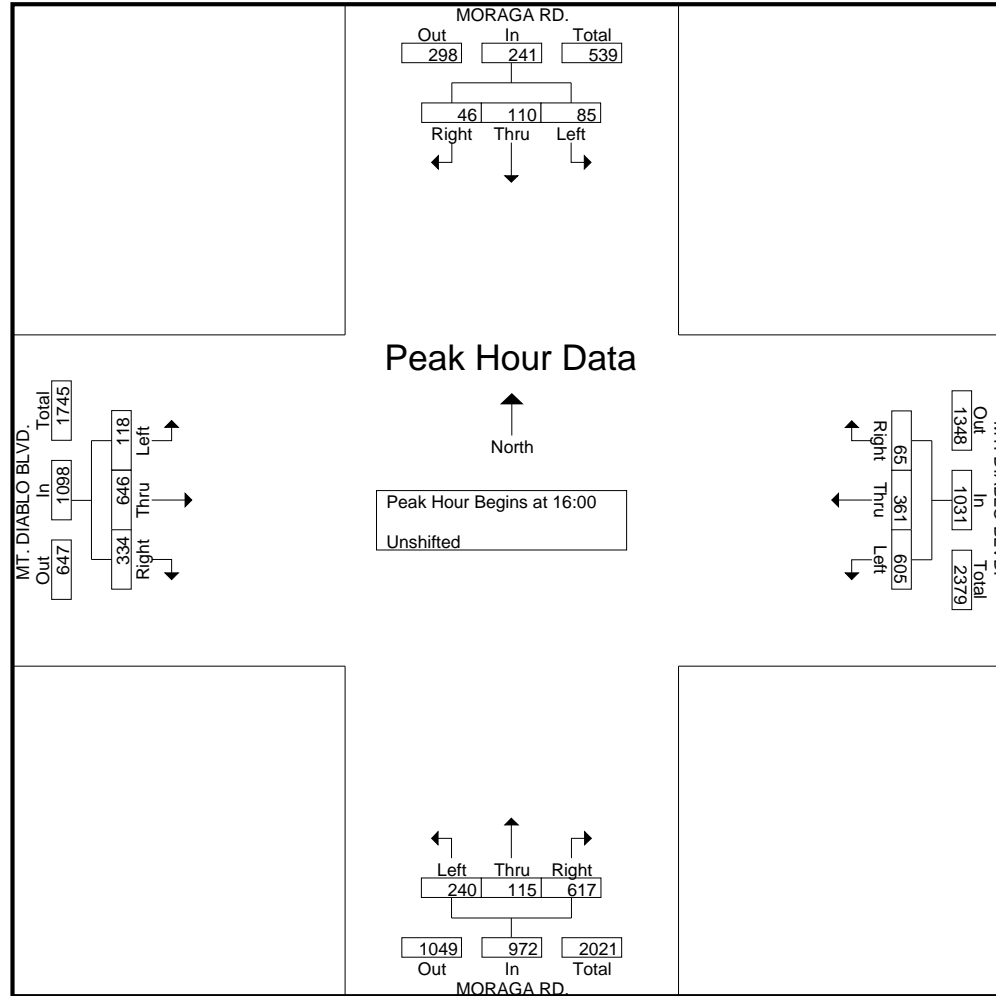 MORAGA RD.
Out In Total
298 241 539
46 110 85
Right Thru Left
Peak Hour Data
North
Peak Hour Begins at 16:00
Unshifted
MT. DIABLO BLVD.
Total In Out
1745 1098 647
118 646 334
Left Thru Right
Out In Total
1348 1031 2379
65 361 605
Right Thru Left
Left Thru Right
240 115 617
1049 972 2021
Out In Total
MORAGA RD.